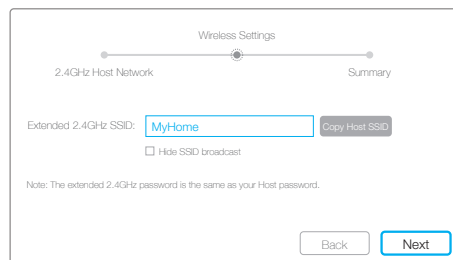 Wireless Settings
2.4GHz Host Network Summary
Extended 2.4GHz SSID: MyHome Copy Host SSID
Hide SSID broadcast
Note: The extended 2.4GHz password is the same as your Host password.
Back Next